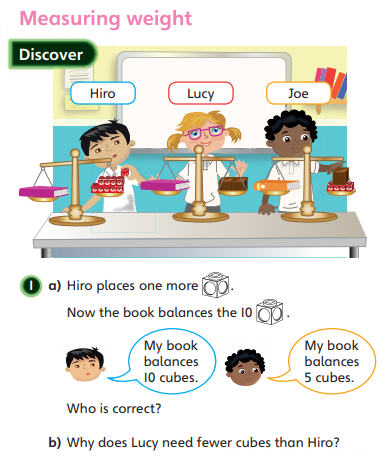 Measuring weight
Discover
Hiro
Lucy
Joe
1 a) Hiro places one more .
Now the book balances the 10 .
My book
balances
10 cubes.
My book
balances
5 cubes.
Who is correct?
b) Why does Lucy need fewer cubes than Hiro?